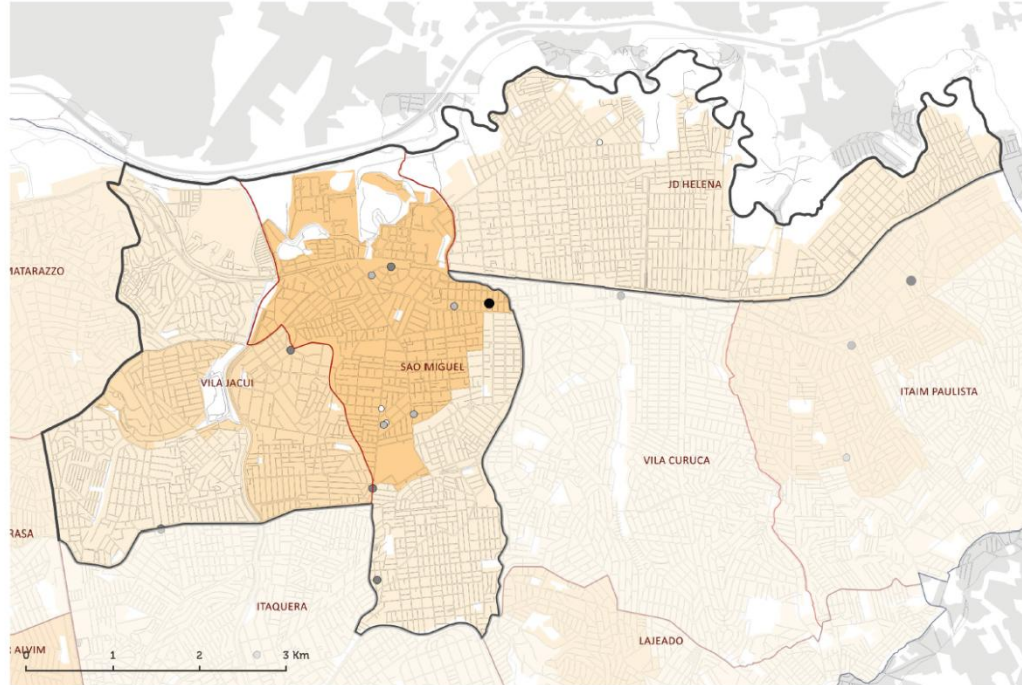 JD HELENA
MATARAZZO
SAO MIGUEL
VILA JACUI
ITAIM PAULISTA
VILA CURUCA
RASA
ITAQUERA
LAJEADO
R ALVIM
0 1 2 3 Km